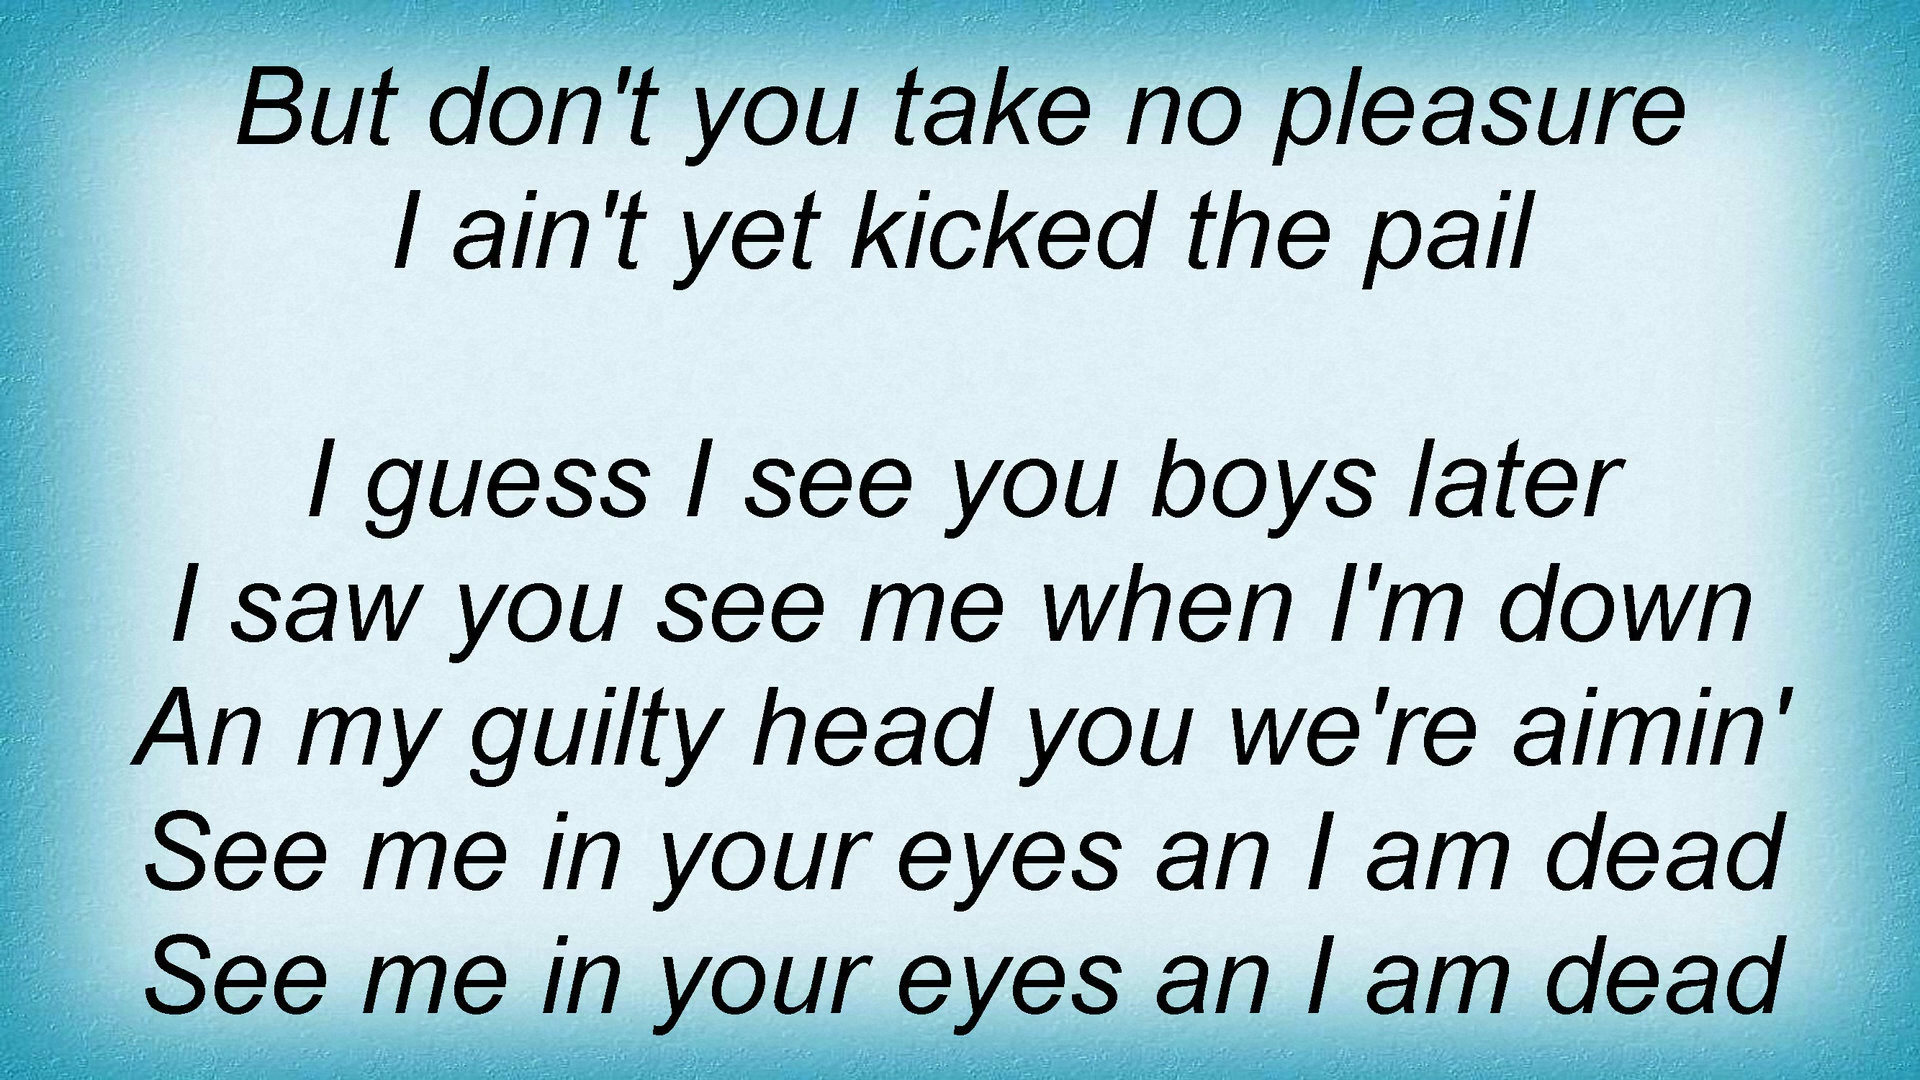 But don't you take no pleasure
I ain't yet kicked the pail
I guess I see you boys later
I saw you see me when I'm down
An my guilty head you we're aimin'
See me in your eyes an I am dead
See me in your eyes an I am dead